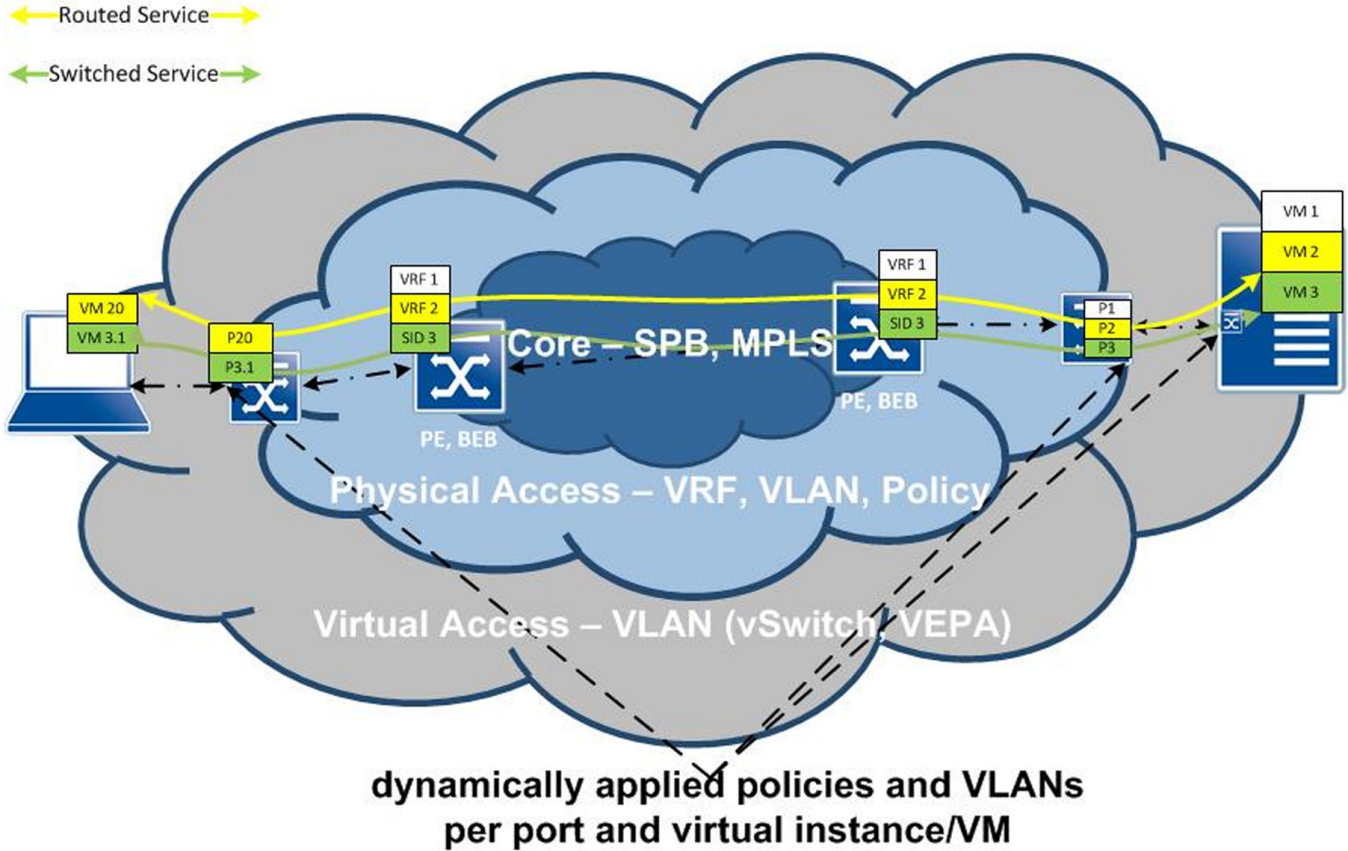 Routed Service
Switched Service
VM 1
VM 2
VM 3
VRF 1
VRF 2
SID 3
VRF 1
VRF 2
SID 3
VM 20
VM 3.1
P20
P3.1
P1
P2
P3
Core – SPB, MPLS
PE, BEB
PE, BEB
Physical Access – VRF, VLAN, Policy
Virtual Access – VLAN (vSwitch, VEPA)
dynamically applied policies and VLANs
per port and virtual instance/VM